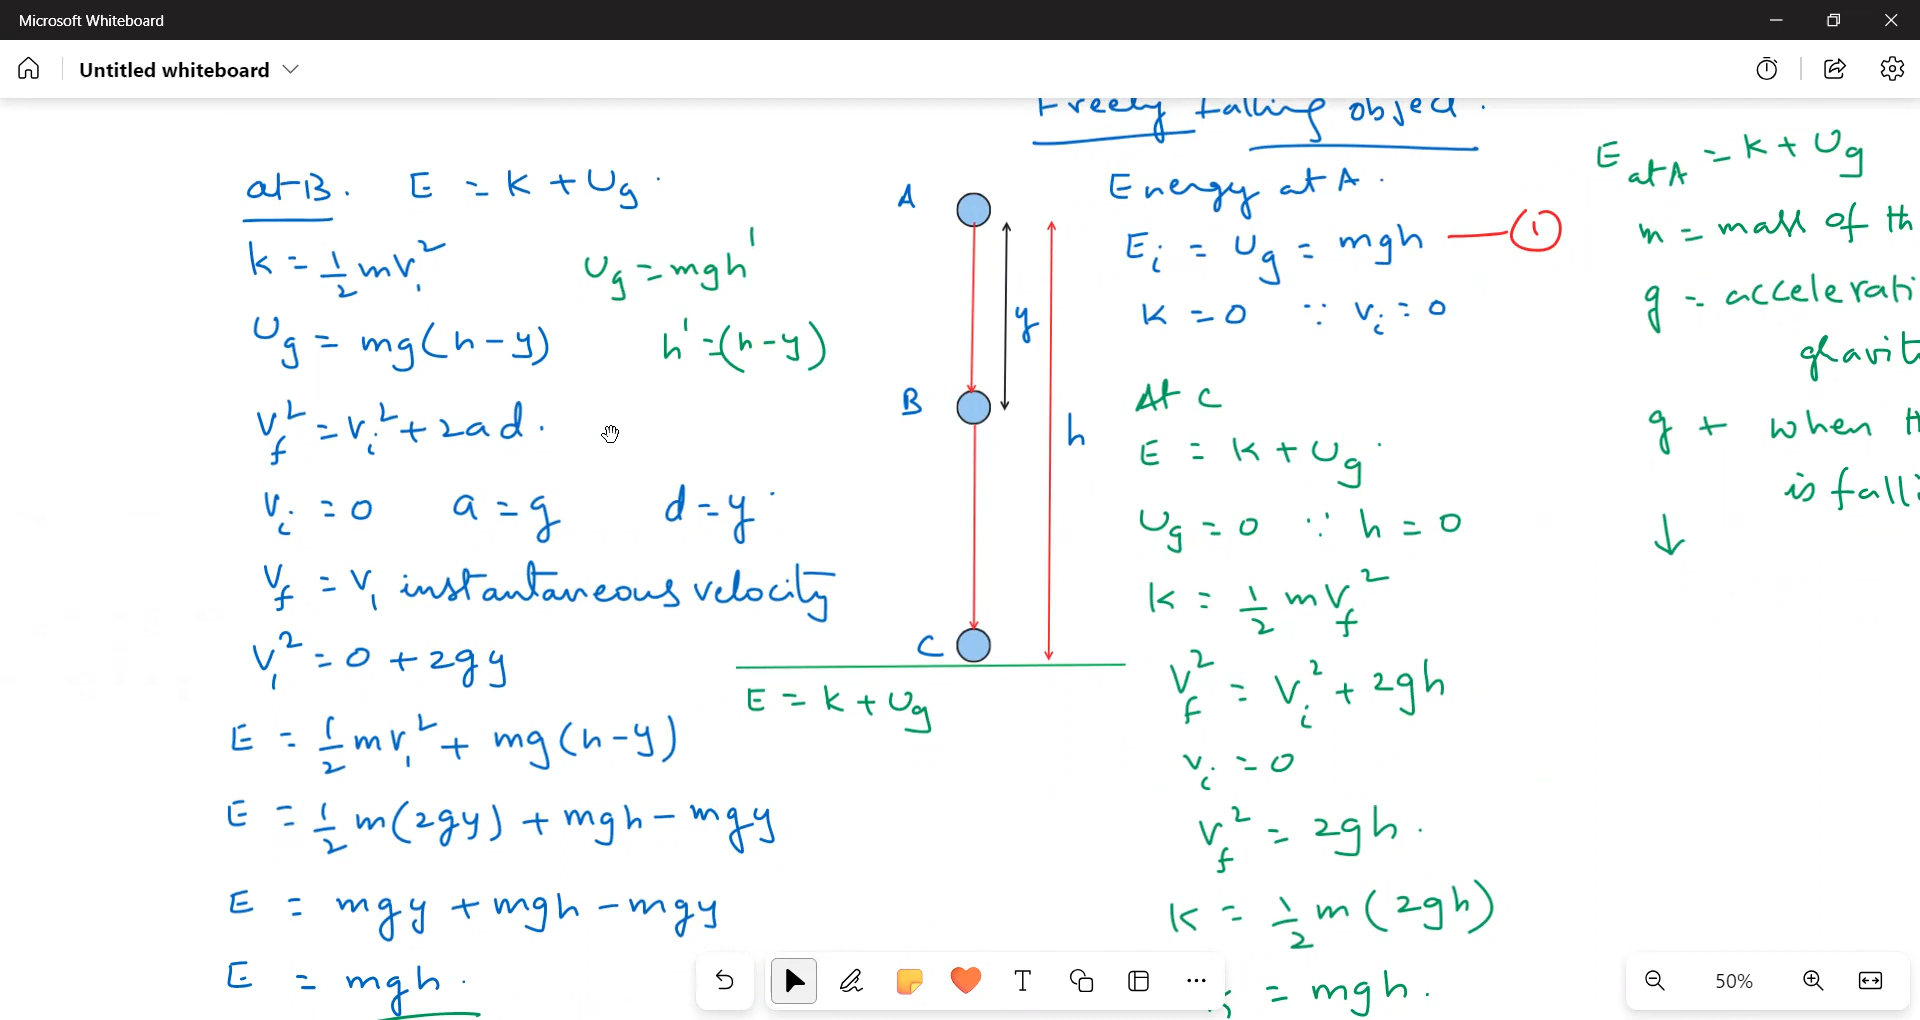 Microsoft Whiteboard
Untitled whiteboard
Freely falling object.
at B. E = K + Ug.
K = 1/2 mv₁²
Ug = mgh'
Ug = mg(h-y)
h' = (h-y)
Vf² = Vi² + 2ad.
Vi = 0 a = g d = y.
Vf = V₁ instantaneous velocity
V₁² = 0 + 2gy
E = 1/2 mv₁² + mg(h-y)
E = 1/2 m(2gy) + mgh - mgy
E = mgy + mgh - mgy
E = mgh.
A
y
B
h
C
E = K + Ug
Energy at A.
Ei = Ug = mgh —①
K = 0 ∵ Vi = 0
At C
E = K + Ug.
Ug = 0 ∵ h = 0
K = 1/2 mVf²
Vf² = Vi² + 2gh
Vi = 0
Vf² = 2gh.
K = 1/2 m(2gh)
= mgh.
E at A = K + Ug
m = mass of th
g = accelerati
gravit
g + when t
is falli
↓
50%